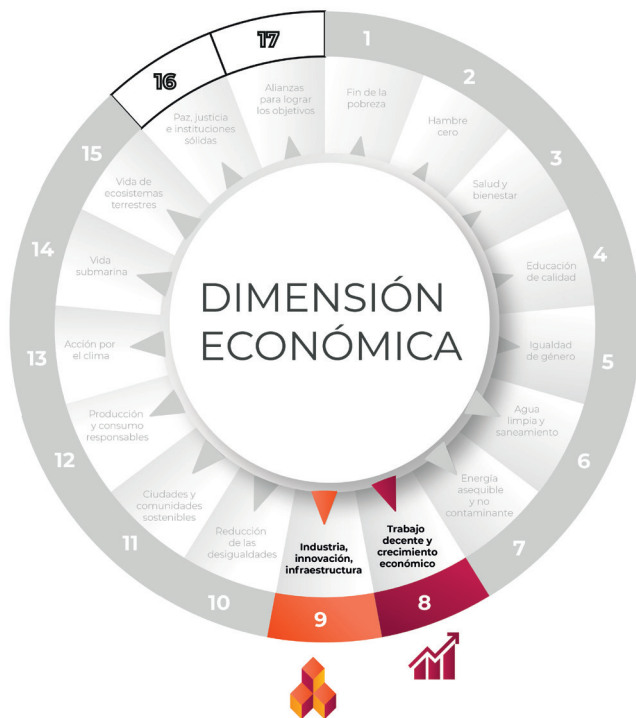 DIMENSIÓN
ECONÓMICA
1
Fin de la
pobreza
2
Hambre
cero
3
Salud y
bienestar
4
Educación
de calidad
5
Igualdad
de género
6
Agua
limpia y
saneamiento
7
Energía
asequible
y no
contaminante
8
Trabajo
decente y
crecimiento
económico
9
Industria,
innovación,
infraestructura
10
Reducción
de las
desigualdades
11
Ciudades y
comunidades
sostenibles
12
Producción
y consumo
responsables
13
Acción por
el clima
14
Vida
submarina
15
Vida de
ecosistemas
terrestres
16
Paz, justicia
e instituciones
sólidas
17
Alianzas
para lograr
los objetivos